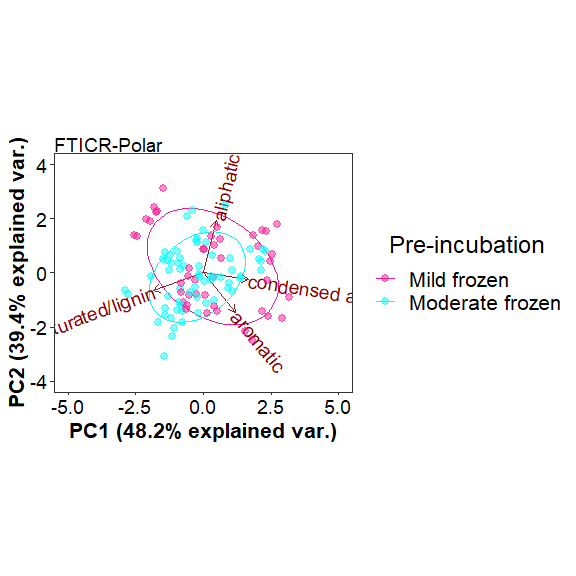 FTICR-Polar
PC2 (39.4% explained var.)
4
2
0
-2
-4
aliphatic
condensed a
turated/lignin
aromatic
-5.0 -2.5 0.0 2.5 5.0
PC1 (48.2% explained var.)
Pre-incubation
Mild frozen
Moderate frozen